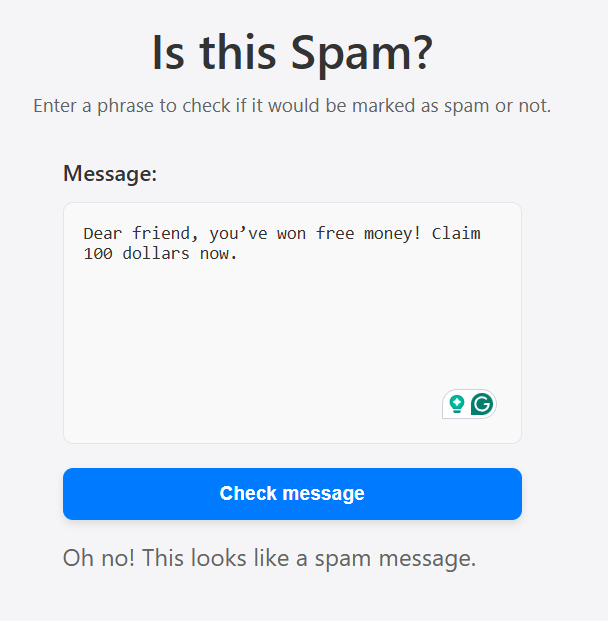 Is this Spam?
Enter a phrase to check if it would be marked as spam or not.
Message:
Dear friend, you’ve won free money! Claim
100 dollars now.
Check message
Oh no! This looks like a spam message.